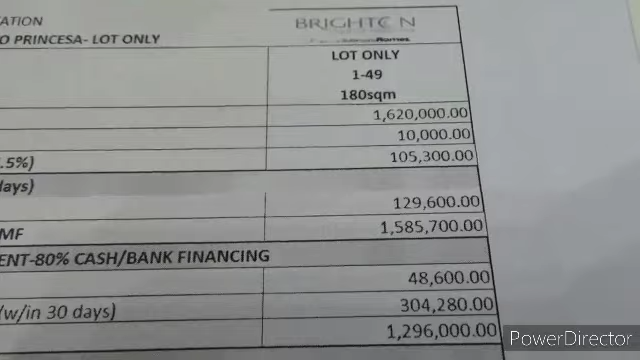 ATION
BRIGHTON
O PRINCESA- LOT ONLY
LOT ONLY
1-49
180sqm
1,620,000.00
10,000.00
.5%) 105,300.00
days)
129,600.00
MF 1,585,700.00
ENT-80% CASH/BANK FINANCING
48,600.00
(w/in 30 days) 304,280.00
1,296,000.00
PowerDirector